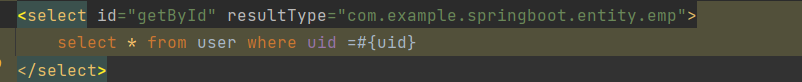 <select id="getById" resultType="com.example.springboot.entity.emp">
select * from user where uid =#{uid}
</select>